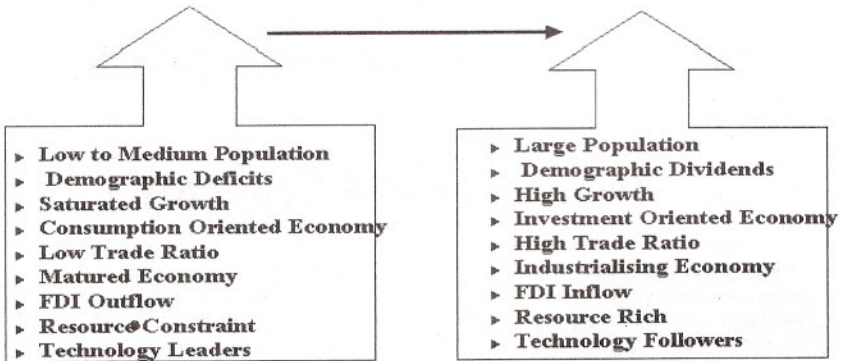 Low to Medium Population
Demographic Deficits
Saturated Growth
Consumption Oriented Economy
Low Trade Ratio
Matured Economy
FDI Outflow
Resource Constraint
Technology Leaders
Large Population
Demographic Dividends
High Growth
Investment Oriented Economy
High Trade Ratio
Industrialising Economy
FDI Inflow
Resource Rich
Technology Followers